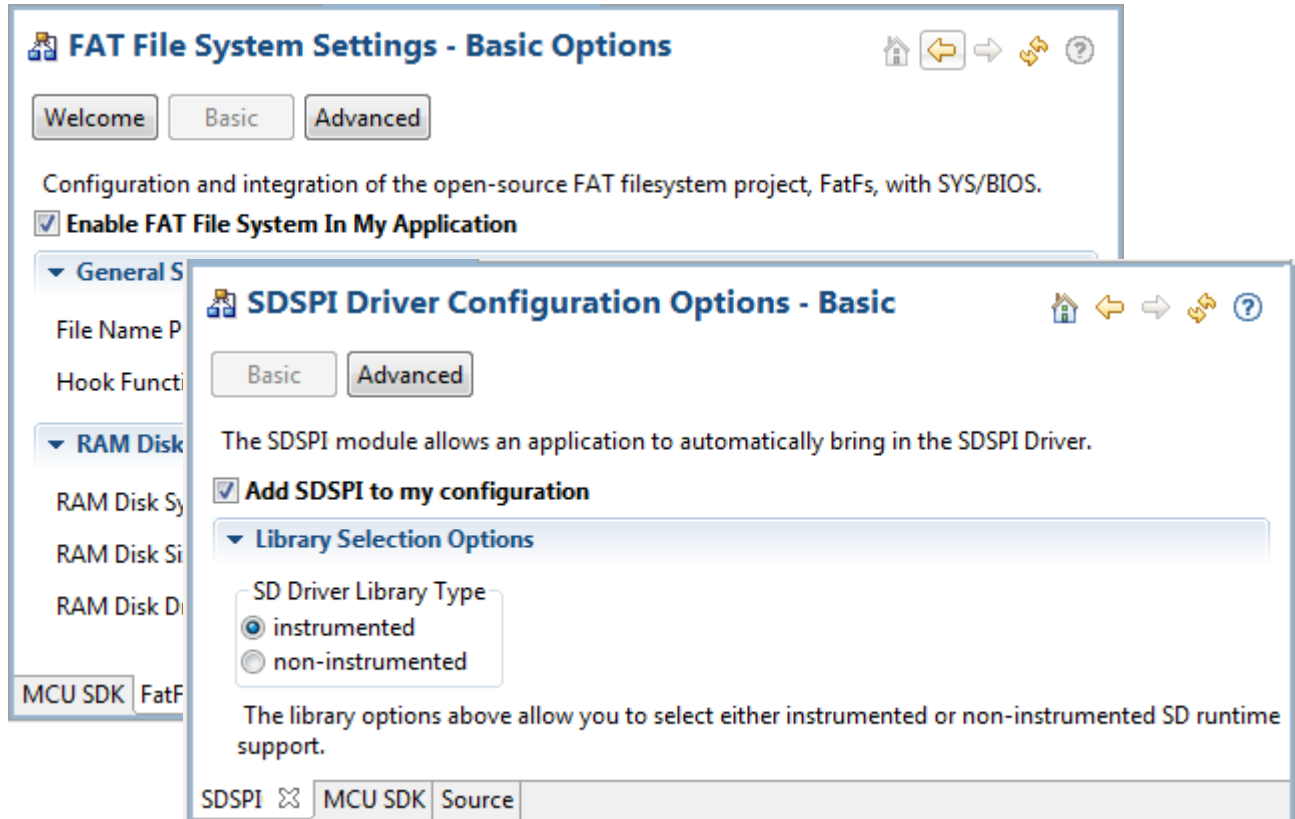 FAT File System Settings - Basic Options
Welcome Basic Advanced
Configuration and integration of the open-source FAT filesystem project, FatFs, with SYS/BIOS.
Enable FAT File System In My Application
General S
File Name P
Hook Functi
RAM Disk
RAM Disk Sy
RAM Disk Si
RAM Disk D
MCU SDK FatF
SDSPI Driver Configuration Options - Basic
Basic Advanced
The SDSPI module allows an application to automatically bring in the SDSPI Driver.
Add SDSPI to my configuration
Library Selection Options
SD Driver Library Type
instrumented
non-instrumented
The library options above allow you to select either instrumented or non-instrumented SD runtime
support.
SDSPI MCU SDK Source